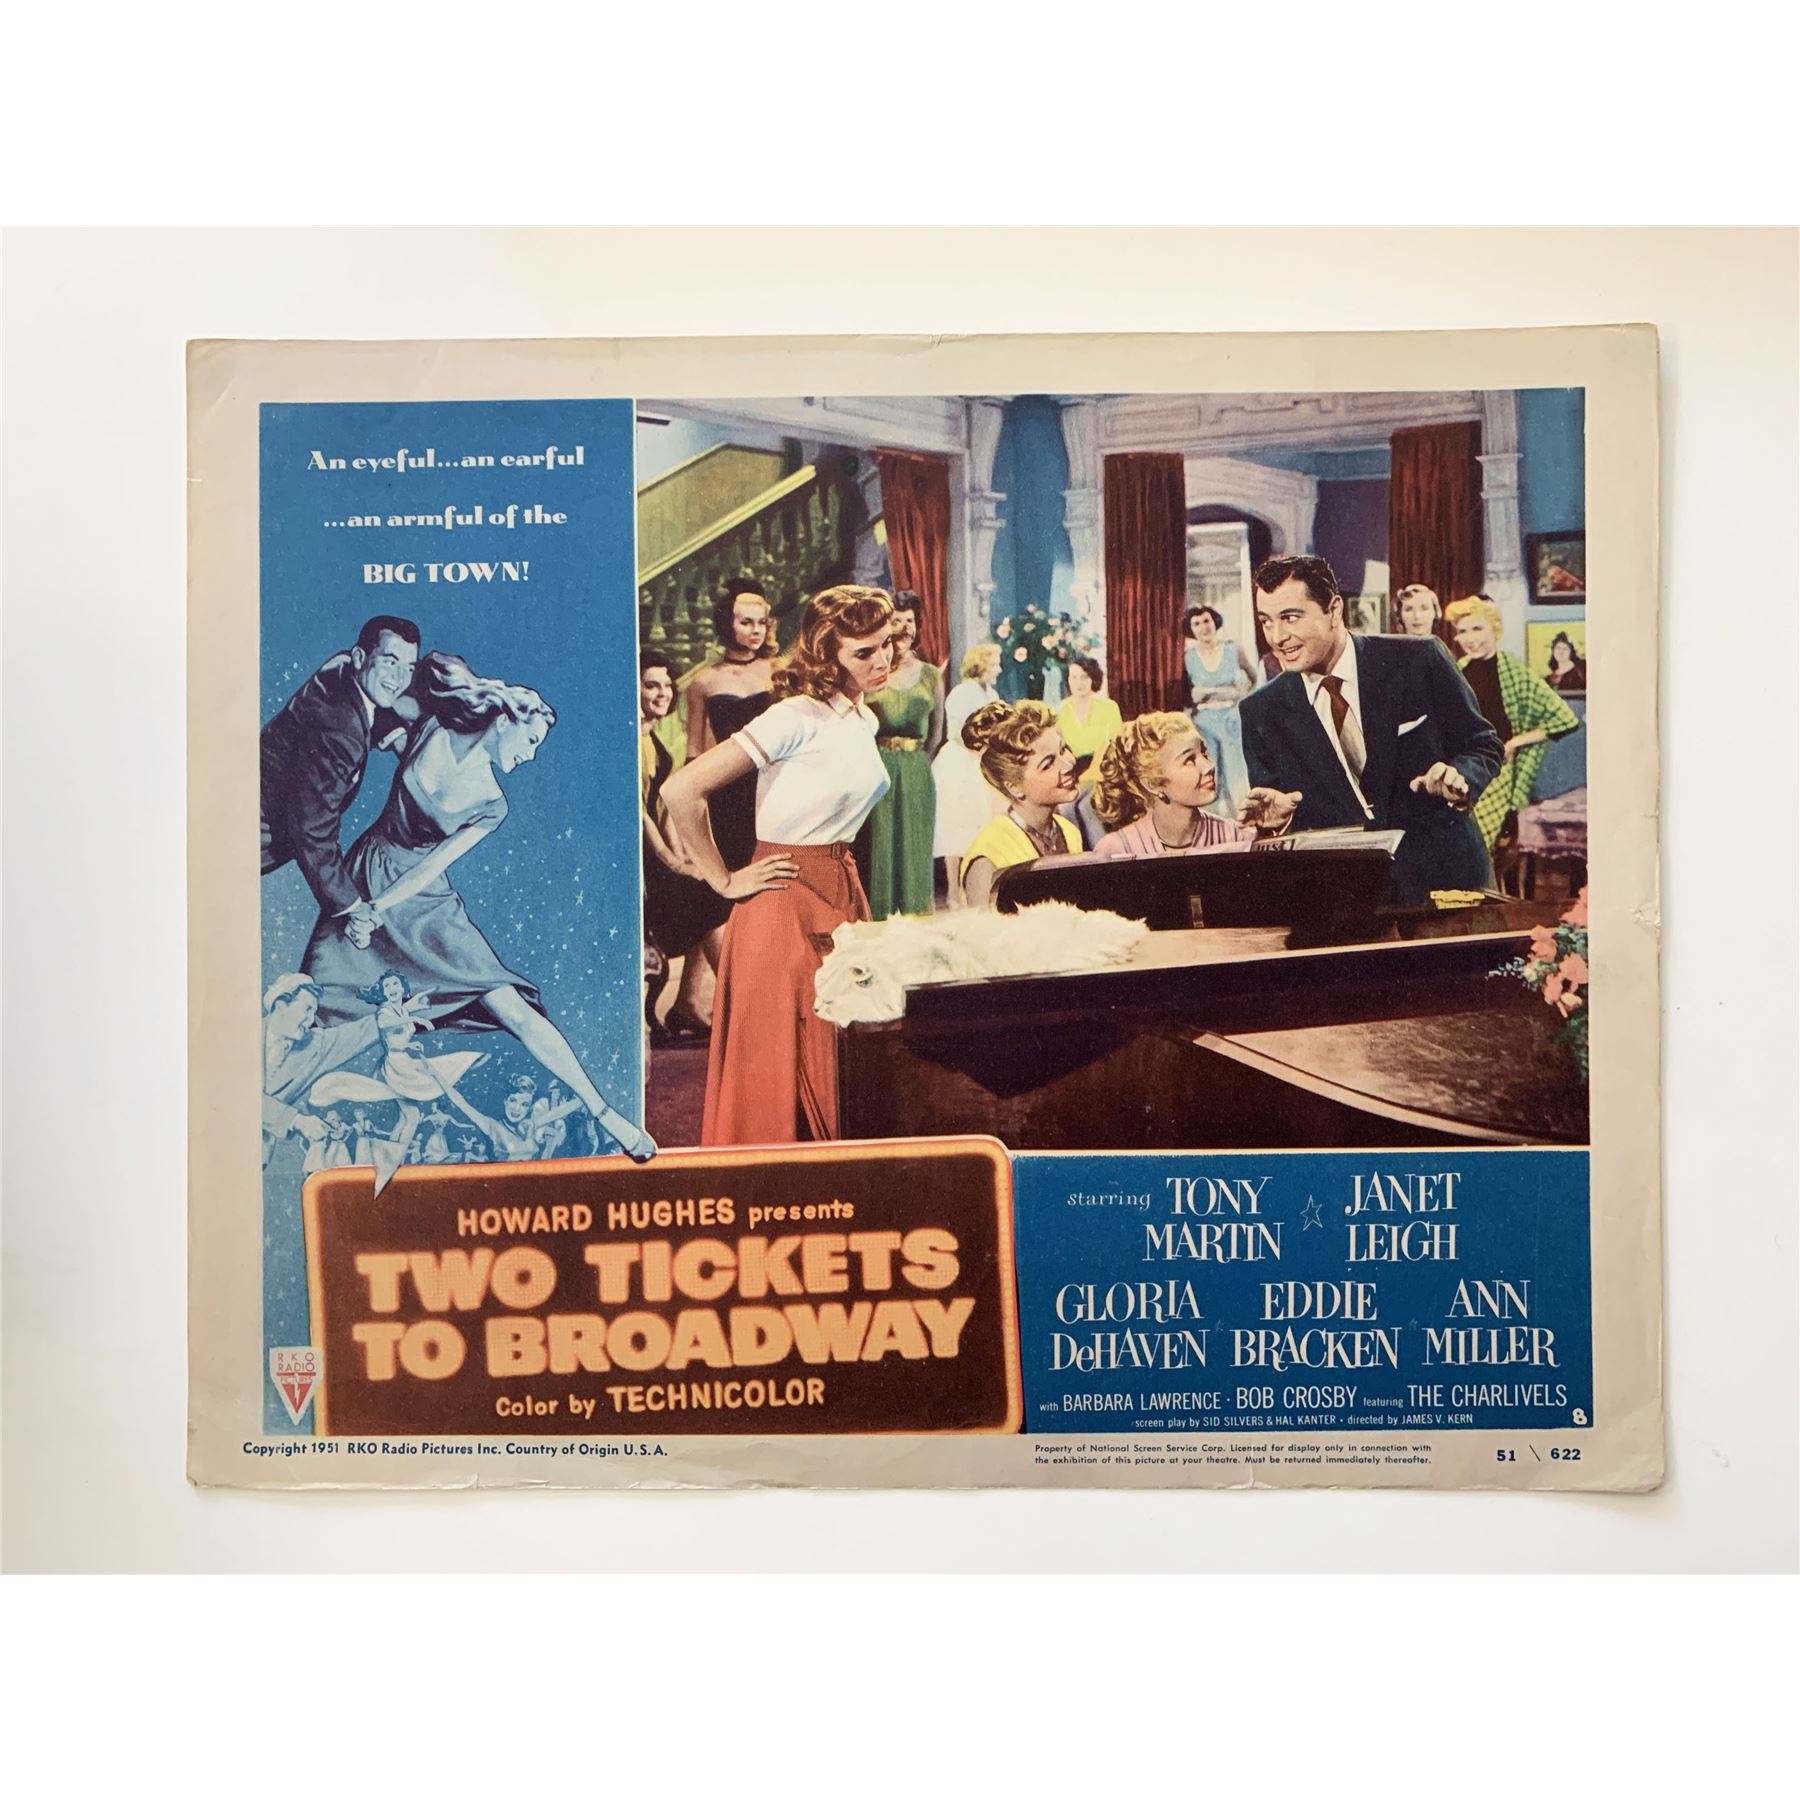 An eyeful...an earful
...an armful of the
BIG TOWN!
HOWARD HUGHES presents
TWO TICKETS
TO BROADWAY
Color by TECHNICOLOR
RKO
RADIO
PICTURES
starring TONY MARTIN
JANET LEIGH
GLORIA DeHAVEN
EDDIE BRACKEN
ANN MILLER
with BARBARA LAWRENCE · BOB CROSBY featuring THE CHARLIVELS
screen play by SID SILVERS & HAL KANTER · directed by JAMES V. KERN
8
Copyright 1951 RKO Radio Pictures Inc. Country of Origin U.S.A.
Property of National Screen Service Corp. Licensed for display only in connection with
the exhibition of this picture at your theatre. Must be returned immediately thereafter.
51 \ 622